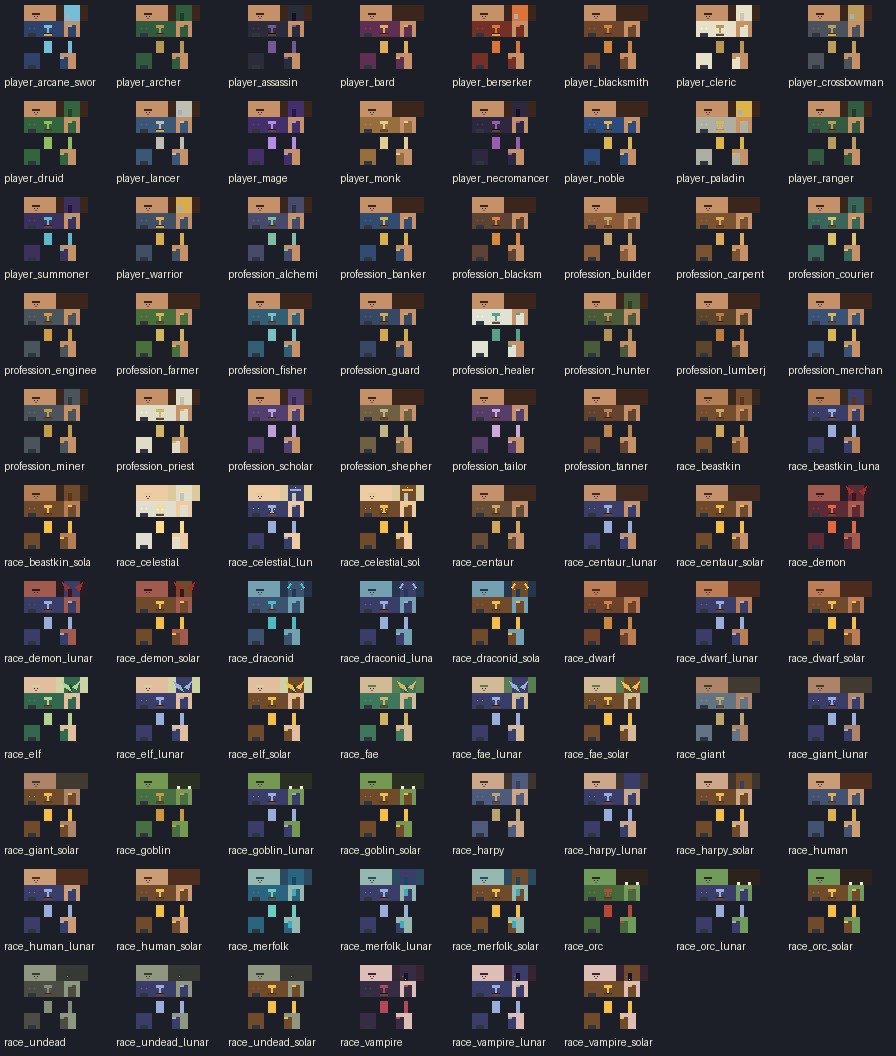 player_arcane_swor player_archer player_assassin player_bard player_berserker player_blacksmith player_cleric player_crossbowman
player_druid player_lancer player_mage player_monk player_necromancer player_noble player_paladin player_ranger
player_summoner player_warrior profession_alchemi profession_banker profession_blacksm profession_builder profession_carpent profession_courier
profession_enginee profession_farmer profession_fisher profession_guard profession_healer profession_hunter profession_lumberj profession_merchan
profession_miner profession_priest profession_scholar profession_shepher profession_tailor profession_tanner race_beastkin race_beastkin_luna
race_beastkin_sola race_celestial race_celestial_lun race_celestial_sol race_centaur race_centaur_lunar race_centaur_solar race_demon
race_demon_lunar race_demon_solar race_draconid race_draconid_luna race_draconid_sola race_dwarf race_dwarf_lunar race_dwarf_solar
race_elf race_elf_lunar race_elf_solar race_fae race_fae_lunar race_fae_solar race_giant race_giant_lunar
race_giant_solar race_goblin race_goblin_lunar race_goblin_solar race_harpy race_harpy_lunar race_harpy_solar race_human
race_human_lunar race_human_solar race_merfolk race_merfolk_lunar race_merfolk_solar race_orc race_orc_lunar race_orc_solar
race_undead race_undead_lunar race_undead_solar race_vampire race_vampire_lunar race_vampire_solar